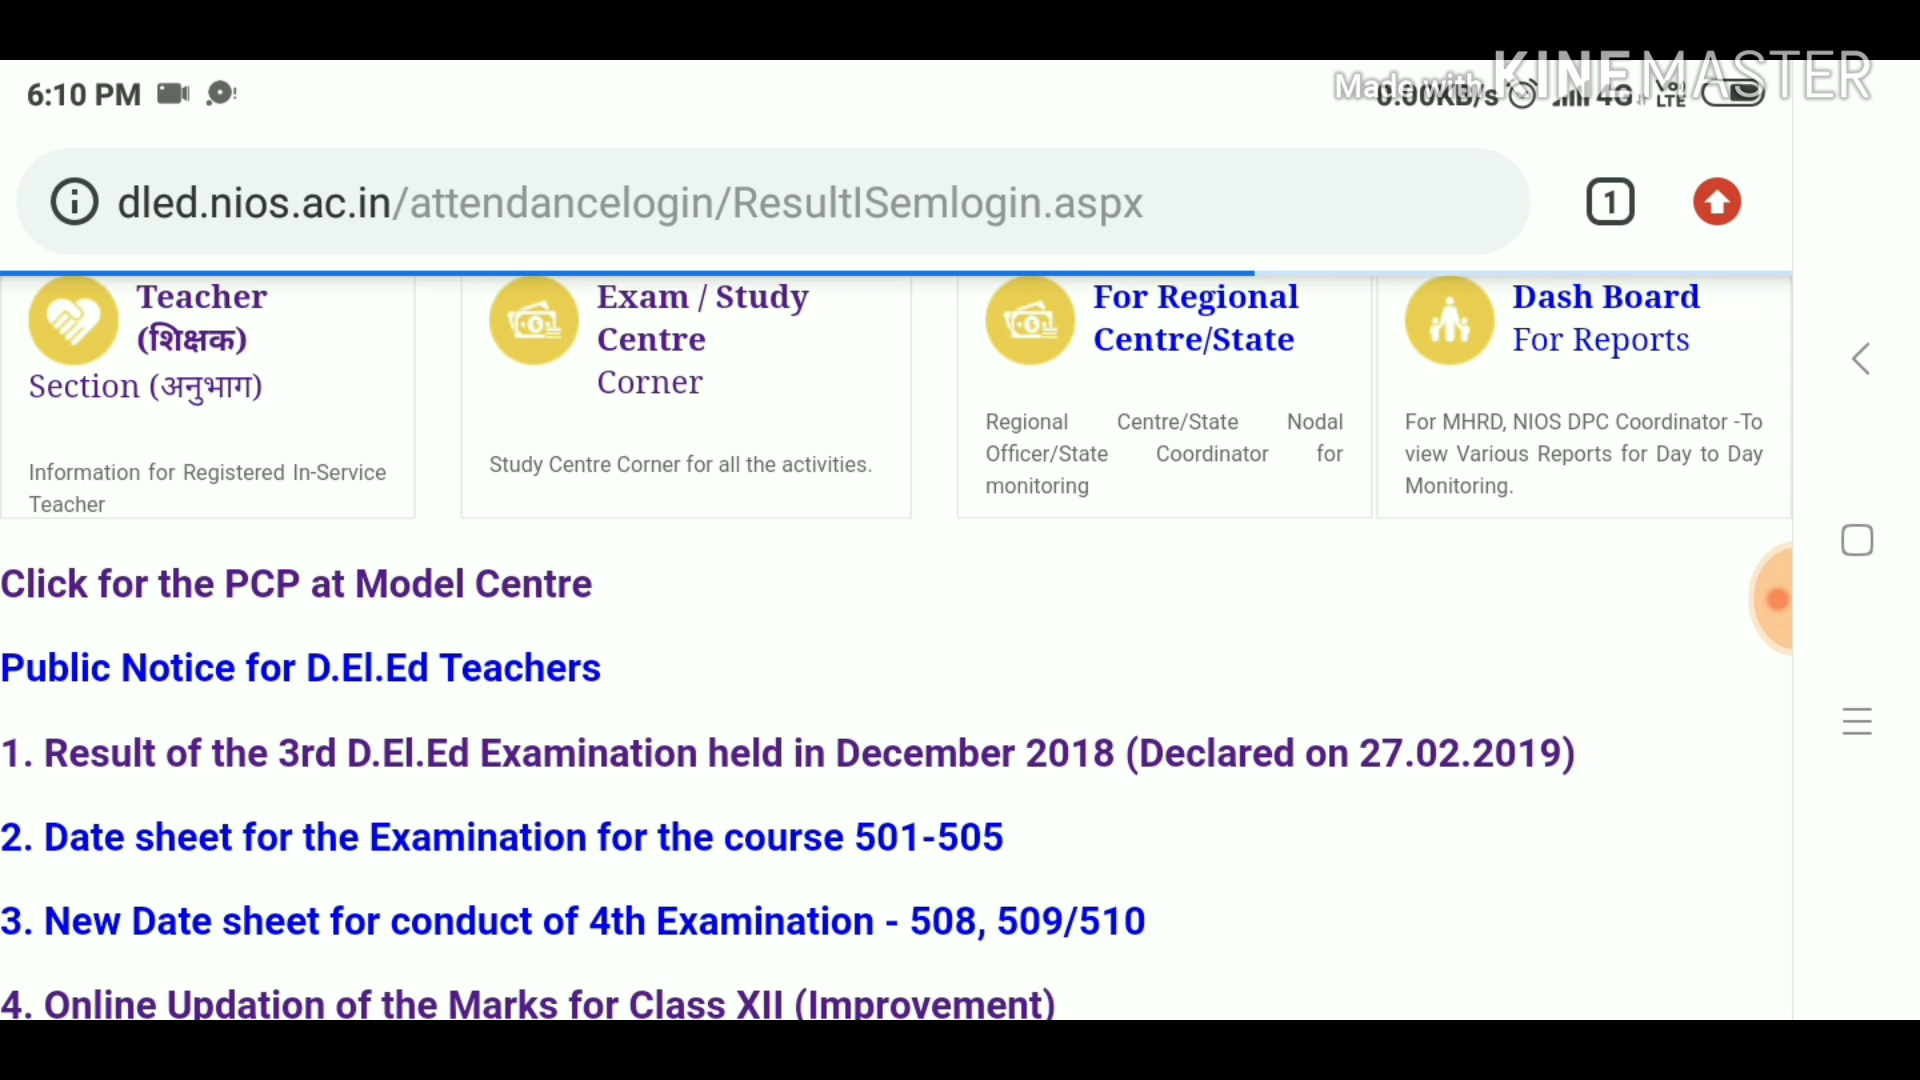 Made with KINEMASTER
6:10 PM
0.00KB/s 4G VO) LTE
dled.nios.ac.in/attendancelogin/ResultISemlogin.aspx
1
Teacher
(शिक्षक)
Section (अनुभाग)
Information for Registered In-Service
Teacher
Exam / Study
Centre
Corner
Study Centre Corner for all the activities.
For Regional
Centre/State
Regional Centre/State Nodal
Officer/State Coordinator for
monitoring
Dash Board
For Reports
For MHRD, NIOS DPC Coordinator -To
view Various Reports for Day to Day
Monitoring.
Click for the PCP at Model Centre
Public Notice for D.El.Ed Teachers
1. Result of the 3rd D.El.Ed Examination held in December 2018 (Declared on 27.02.2019)
2. Date sheet for the Examination for the course 501-505
3. New Date sheet for conduct of 4th Examination - 508, 509/510
4. Online Updation of the Marks for Class XII (Improvement)